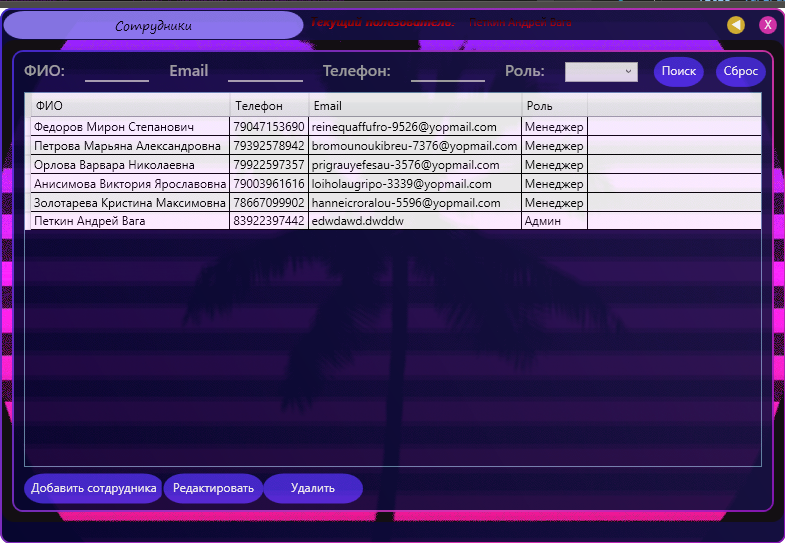 Сотрудники Текущий пользователь: Петкин Андрей Вага X
ФИО: Email Телефон: Роль: Поиск Сброс
ФИО Телефон Email Роль
Федоров Мирон Степанович 79047153690 reinequaffufro-9526@yopmail.com Менеджер
Петрова Марьяна Александровна 79392578942 bromounoukibreu-7376@yopmail.com Менеджер
Орлова Варвара Николаевна 79922597357 prigrauyefesau-3576@yopmail.com Менеджер
Анисимова Виктория Ярославовна 79003961616 loiholaugripo-3339@yopmail.com Менеджер
Золотарева Кристина Максимовна 78667099902 hanneicroralou-5596@yopmail.com Менеджер
Петкин Андрей Вага 83922397442 edwdawd.dwddw Админ
Добавить сотдрудника Редактировать Удалить